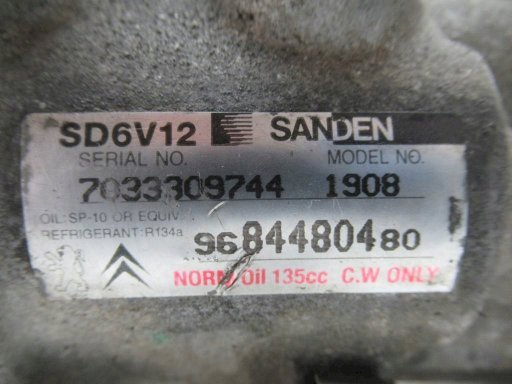 SD6V12 SANDEN
SERIAL NO. MODEL NO.
7033309744 1908
OIL:SP-10 OR EQUIV.
REFRIGERANT:R134a
9684480480
NORM/Oil 135cc C.W ONLY